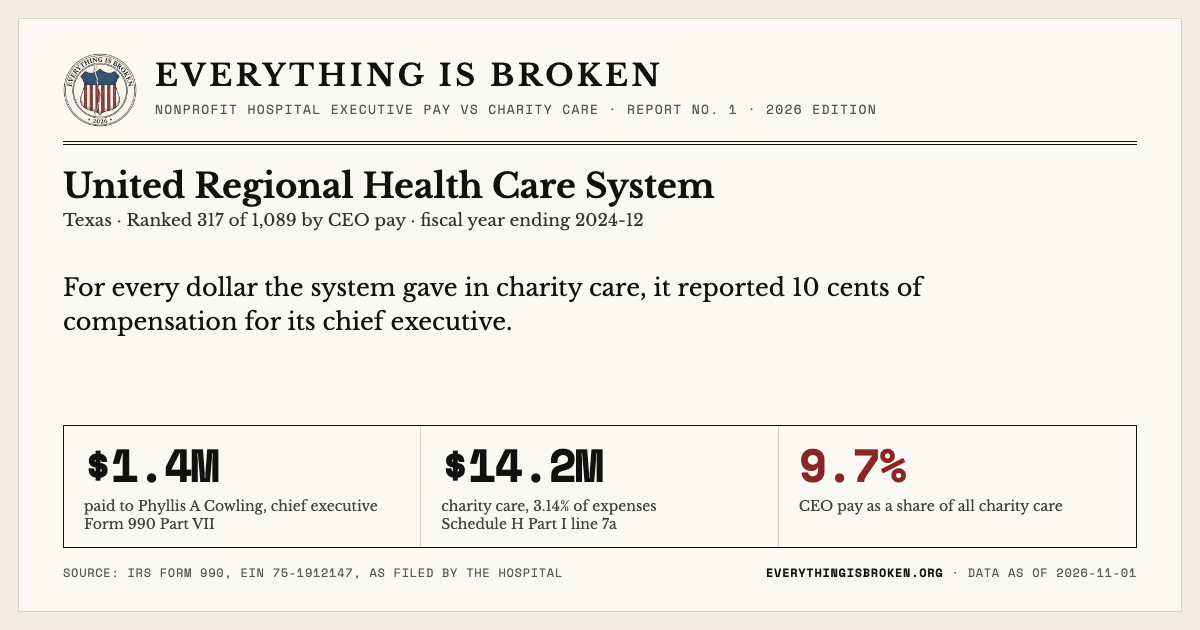 EVERYTHING IS BROKEN
2026
EVERYTHING IS BROKEN
NONPROFIT HOSPITAL EXECUTIVE PAY VS CHARITY CARE · REPORT NO. 1 · 2026 EDITION
United Regional Health Care System
Texas · Ranked 317 of 1,089 by CEO pay · fiscal year ending 2024-12
For every dollar the system gave in charity care, it reported 10 cents of
compensation for its chief executive.
$1.4M
paid to Phyllis A Cowling, chief executive
Form 990 Part VII
$14.2M
charity care, 3.14% of expenses
Schedule H Part I line 7a
9.7%
CEO pay as a share of all charity care
SOURCE: IRS FORM 990, EIN 75-1912147, AS FILED BY THE HOSPITAL
EVERYTHINGISBROKEN.ORG · DATA AS OF 2026-11-01